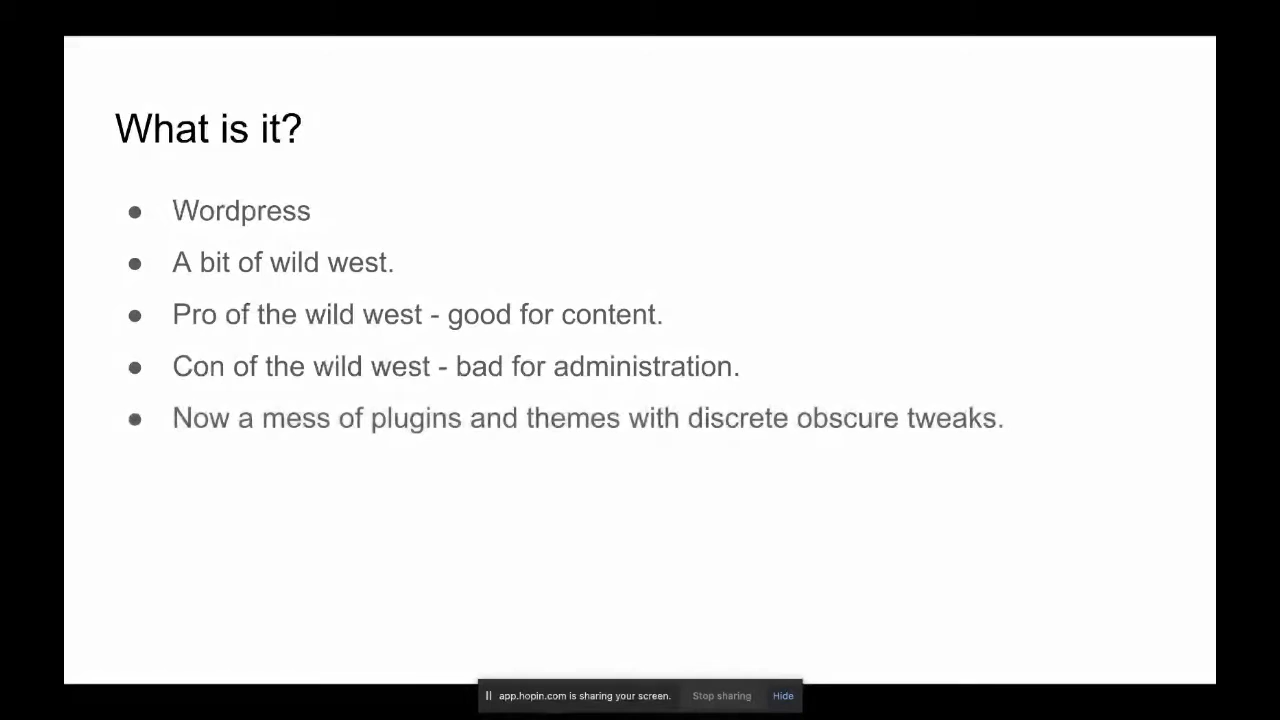 What is it?
● Wordpress
● A bit of wild west.
● Pro of the wild west - good for content.
● Con of the wild west - bad for administration.
● Now a mess of plugins and themes with discrete obscure tweaks.
app.hopin.com is sharing your screen. Stop sharing Hide